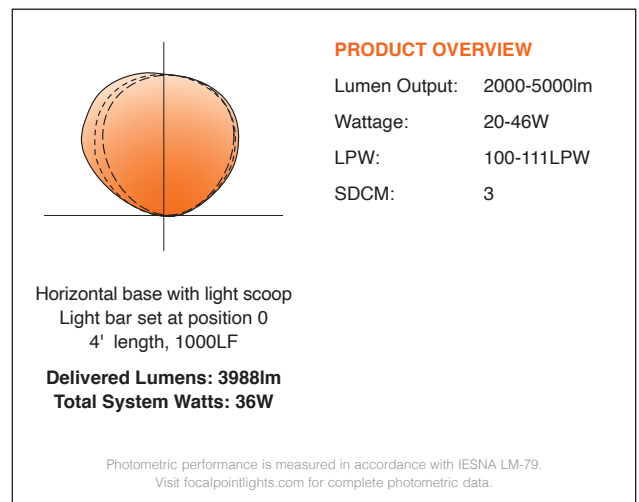 PRODUCT OVERVIEW
Lumen Output: 2000-5000lm
Wattage: 20-46W
LPW: 100-111LPW
SDCM: 3
Horizontal base with light scoop
Light bar set at position 0
4' length, 1000LF
Delivered Lumens: 3988lm
Total System Watts: 36W
Photometric performance is measured in accordance with IESNA LM-79.
Visit focalpointlights.com for complete photometric data.